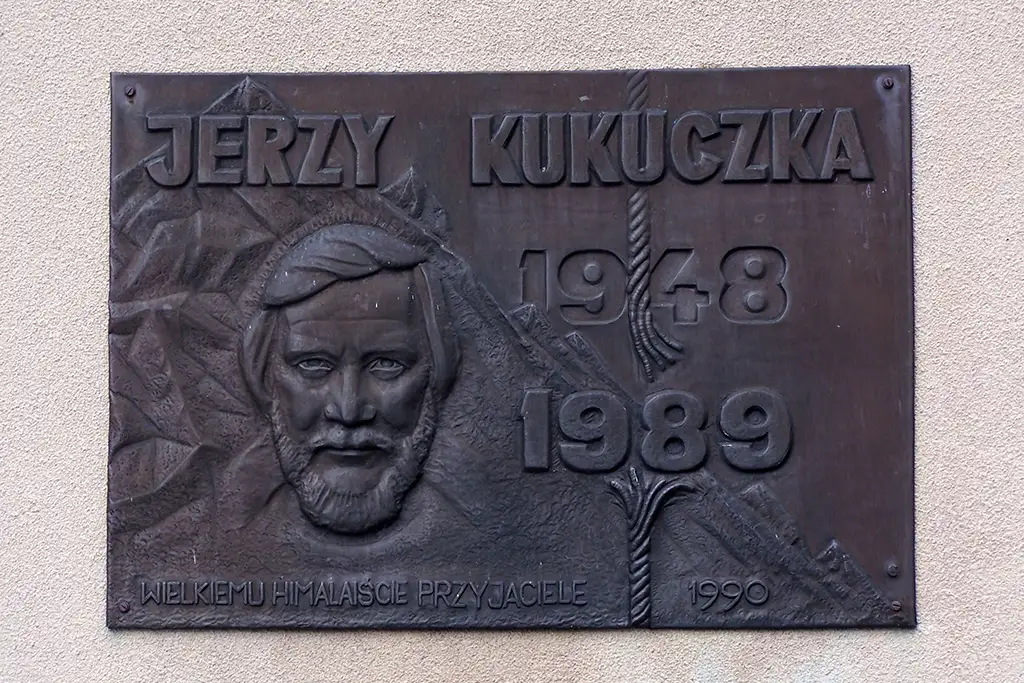 JERZY KUKUCZKA
1948
1989
WIELKIEMU HIMALAIŚCIE PRZYJACIELE 1990